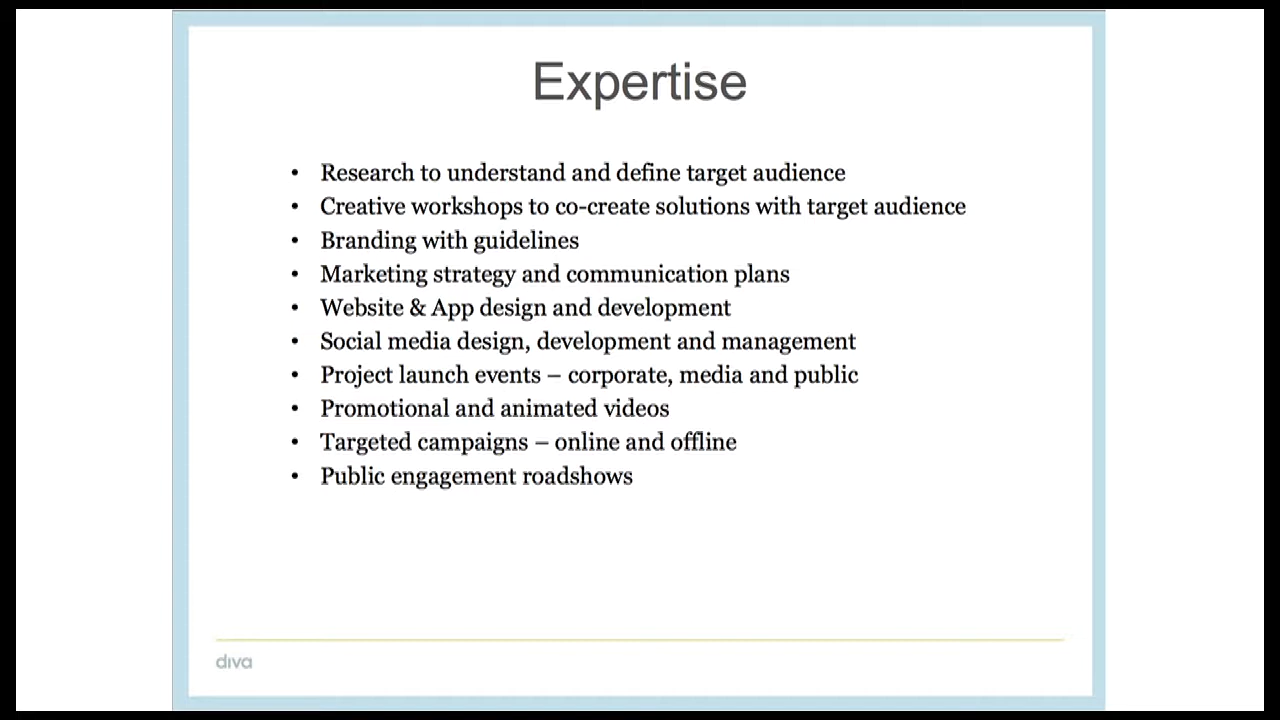 Expertise
• Research to understand and define target audience
• Creative workshops to co-create solutions with target audience
• Branding with guidelines
• Marketing strategy and communication plans
• Website & App design and development
• Social media design, development and management
• Project launch events – corporate, media and public
• Promotional and animated videos
• Targeted campaigns – online and offline
• Public engagement roadshows
diva